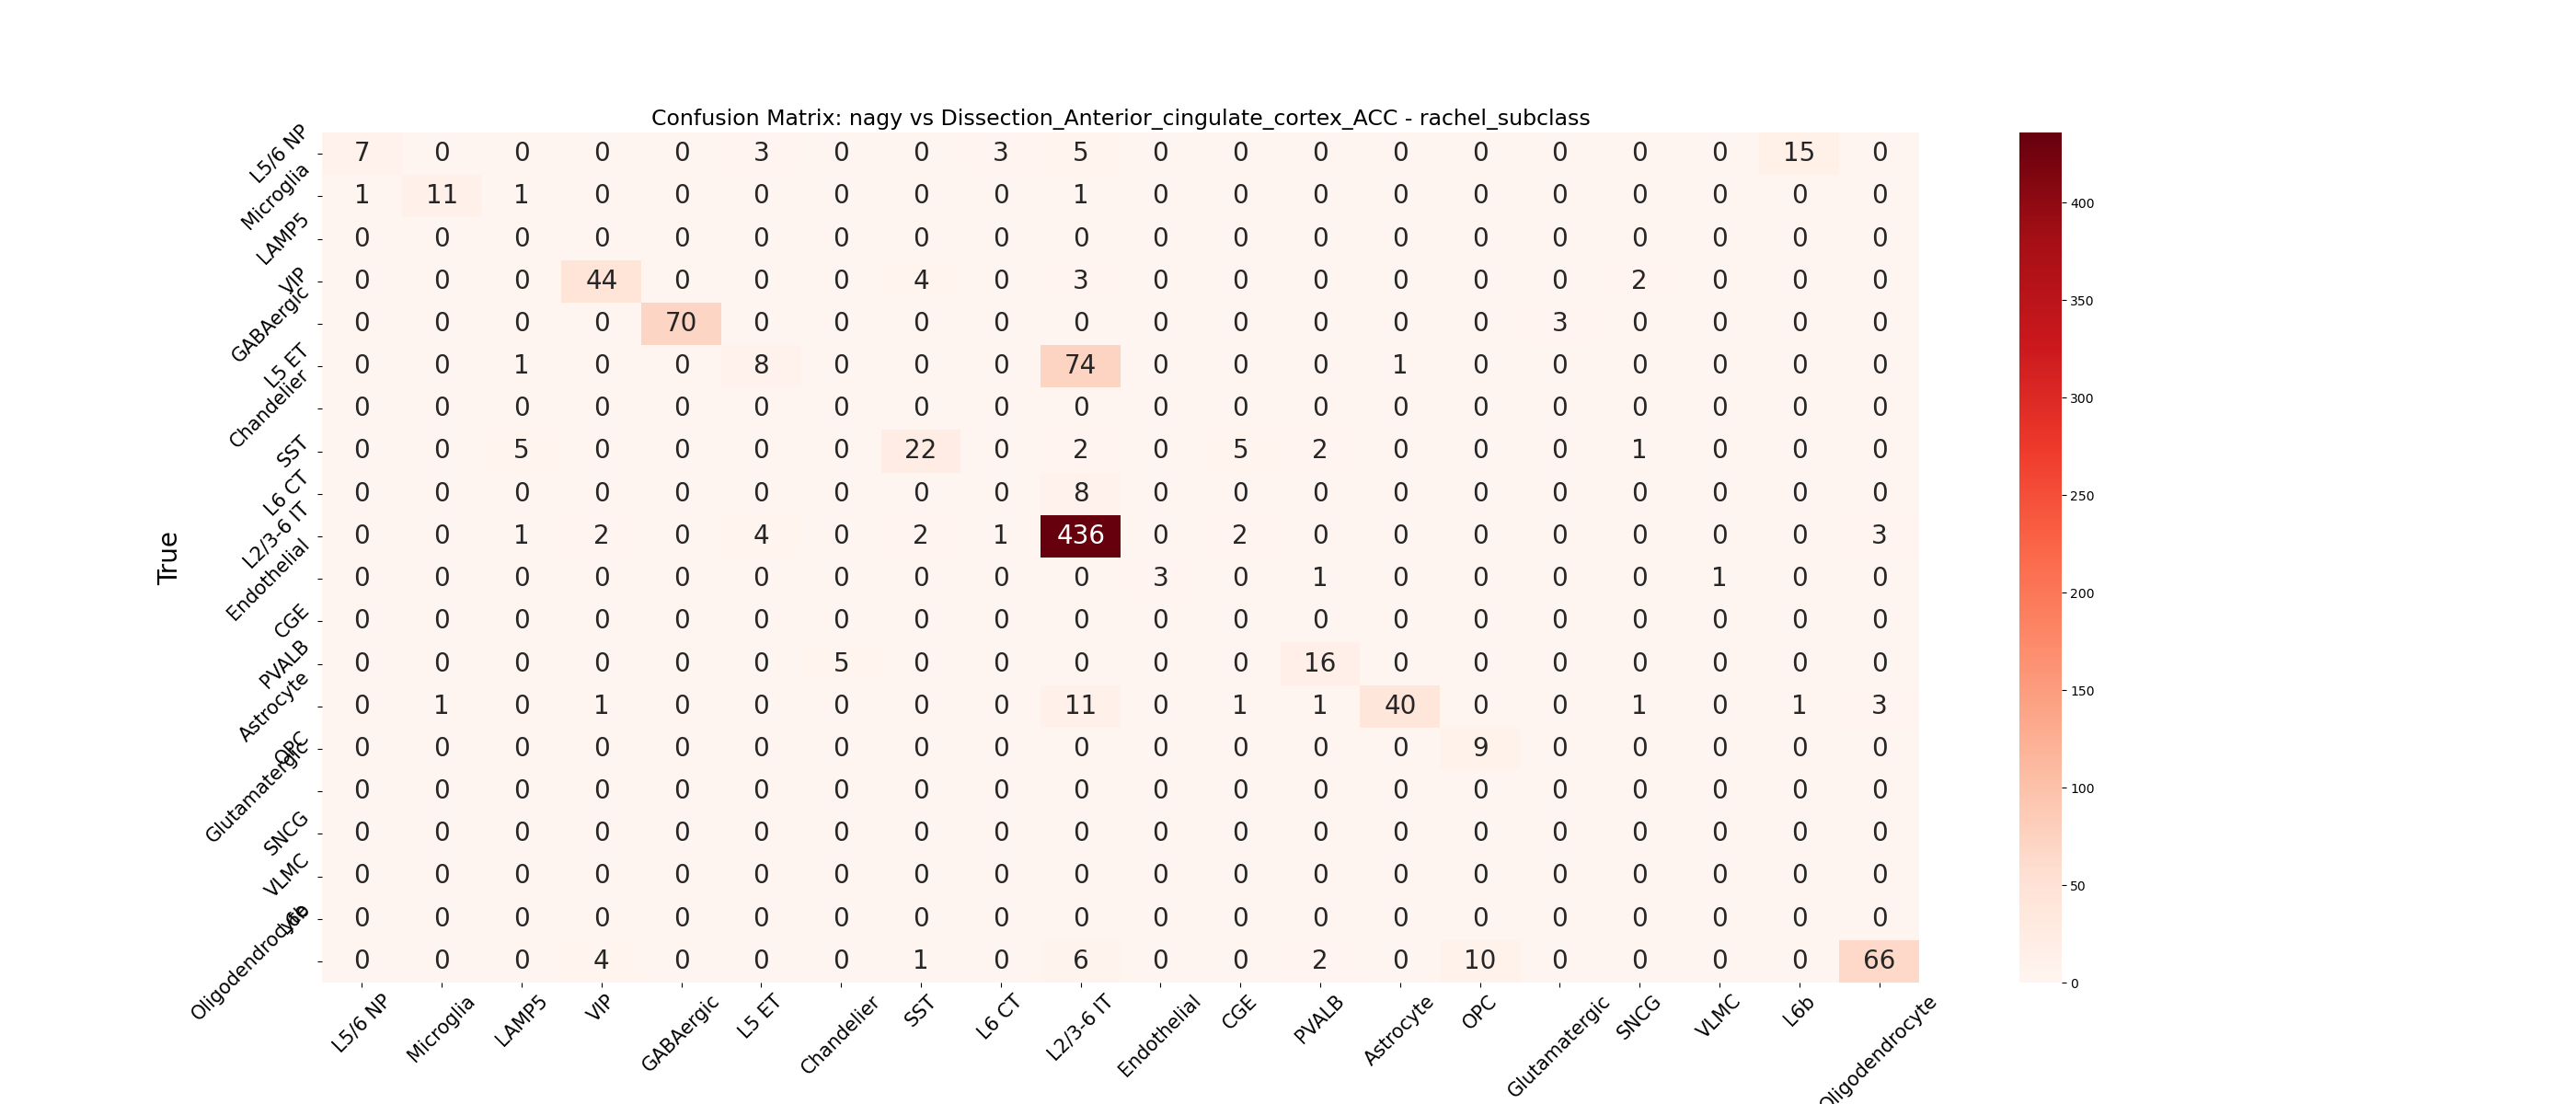 Confusion Matrix: nagy vs Dissection_Anterior_cingulate_cortex_ACC - rachel_subclass
True
L5/6 NP 7 0 0 0 0 3 0 0 3 5 0 0 0 0 0 0 0 0 15 0
Microglia 1 11 1 0 0 0 0 0 0 1 0 0 0 0 0 0 0 0 0 0
LAMP5 0 0 0 0 0 0 0 0 0 0 0 0 0 0 0 0 0 0 0 0
VIP 0 0 0 44 0 0 0 4 0 3 0 0 0 0 0 0 2 0 0 0
GABAergic 0 0 0 0 70 0 0 0 0 0 0 0 0 0 0 3 0 0 0 0
L5 ET 0 0 1 0 0 8 0 0 0 74 0 0 0 1 0 0 0 0 0 0
Chandelier 0 0 0 0 0 0 0 0 0 0 0 0 0 0 0 0 0 0 0 0
SST 0 0 5 0 0 0 0 22 0 2 0 5 2 0 0 0 1 0 0 0
L6 CT 0 0 0 0 0 0 0 0 0 8 0 0 0 0 0 0 0 0 0 0
L2/3-6 IT 0 0 1 2 0 4 0 2 1 436 0 2 0 0 0 0 0 0 0 3
Endothelial 0 0 0 0 0 0 0 0 0 0 3 0 1 0 0 0 0 1 0 0
CGE 0 0 0 0 0 0 0 0 0 0 0 0 0 0 0 0 0 0 0 0
PVALB 0 0 0 0 0 0 5 0 0 0 0 0 16 0 0 0 0 0 0 0
Astrocyte 0 1 0 1 0 0 0 0 0 11 0 1 1 40 0 0 1 0 1 3
OPC 0 0 0 0 0 0 0 0 0 0 0 0 0 0 9 0 0 0 0 0
Glutamatergic 0 0 0 0 0 0 0 0 0 0 0 0 0 0 0 0 0 0 0 0
SNCG 0 0 0 0 0 0 0 0 0 0 0 0 0 0 0 0 0 0 0 0
VLMC 0 0 0 0 0 0 0 0 0 0 0 0 0 0 0 0 0 0 0 0
L6b 0 0 0 0 0 0 0 0 0 0 0 0 0 0 0 0 0 0 0 0
Oligodendrocyte 0 0 0 4 0 0 0 1 0 6 0 0 2 0 10 0 0 0 0 66
L5/6 NP Microglia LAMP5 VIP GABAergic L5 ET Chandelier SST L6 CT L2/3-6 IT Endothelial CGE PVALB Astrocyte OPC Glutamatergic SNCG VLMC L6b Oligodendrocyte
400
350
300
250
200
150
100
50
0